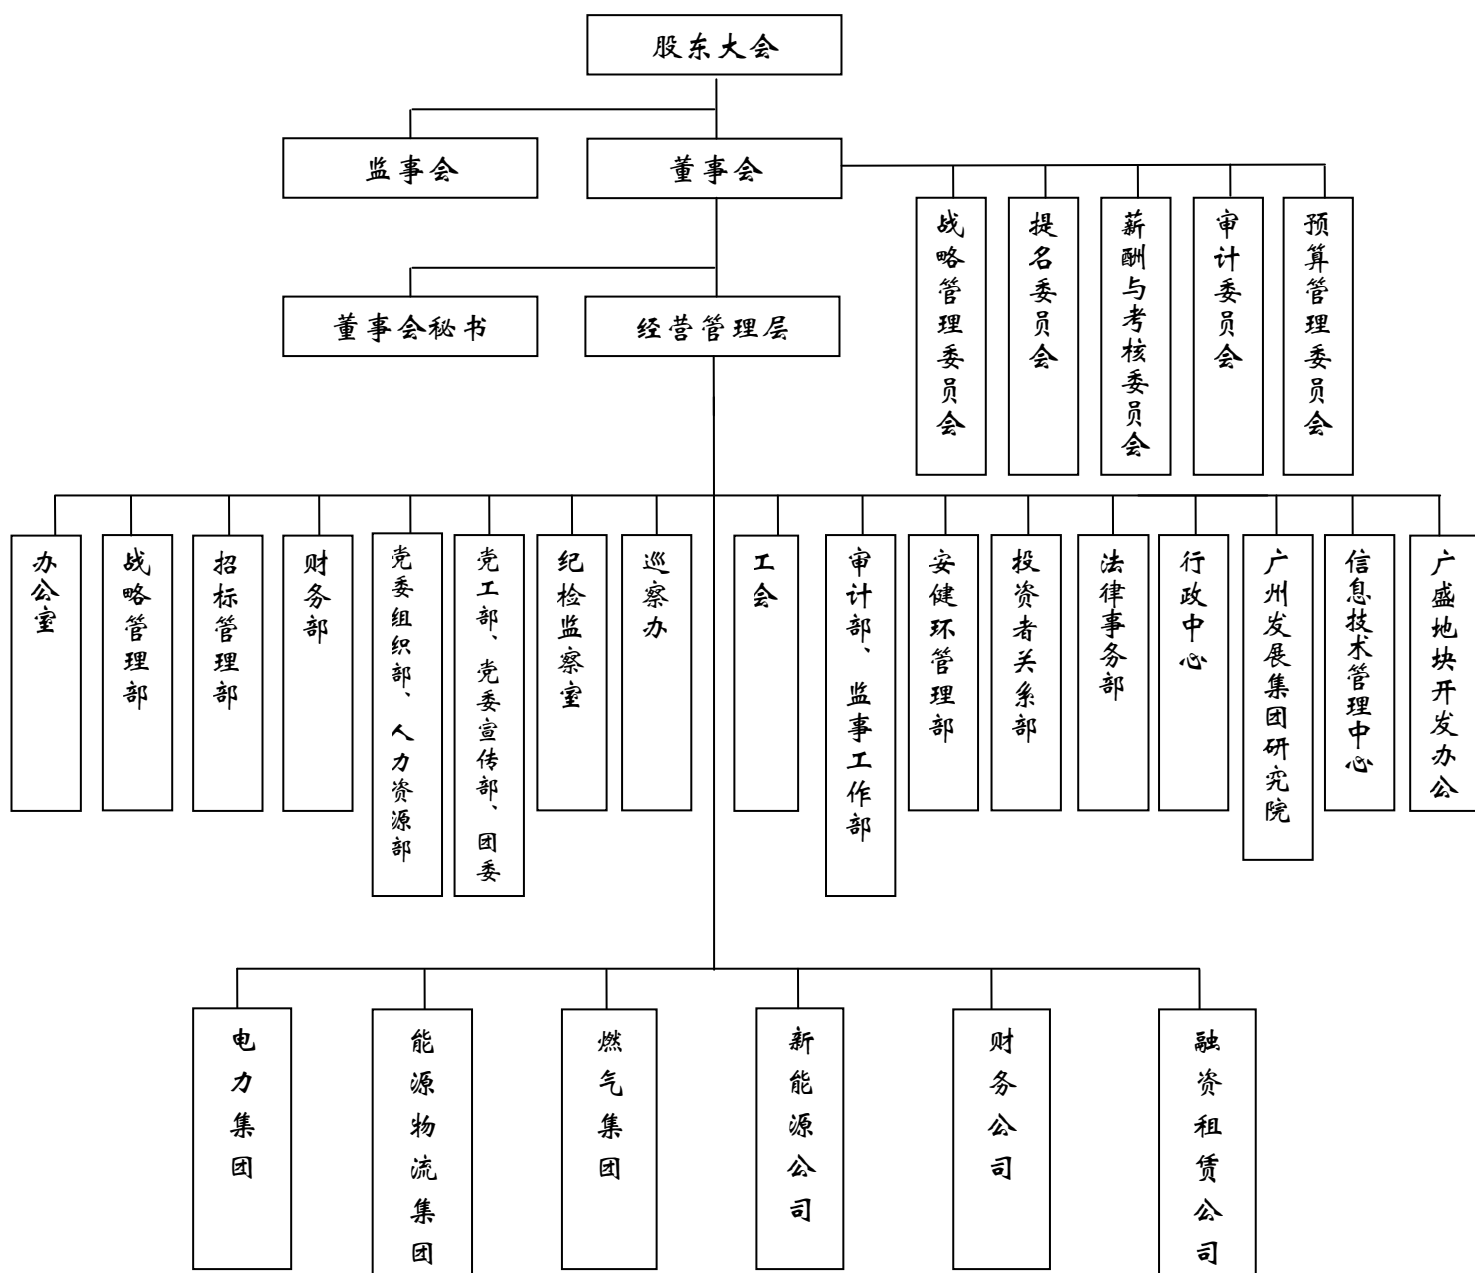 股东大会
监事会
董事会
战略管理委员会
提名委员会
薪酬与考核委员会
审计委员会
预算管理委员会
董事会秘书
经营管理层
办公室
战略管理部
招标管理部
财务部
党委组织部、人力资源部
党工部、党委宣传部、团委
纪检监察室
巡察办
工会
审计部、监事工作部
安健环管理部
投资者关系部
法律事务部
行政中心
广州发展集团研究院
信息技术管理中心
广盛地块开发办公
电力集团
能源物流集团
燃气集团
新能源公司
财务公司
融资租赁公司